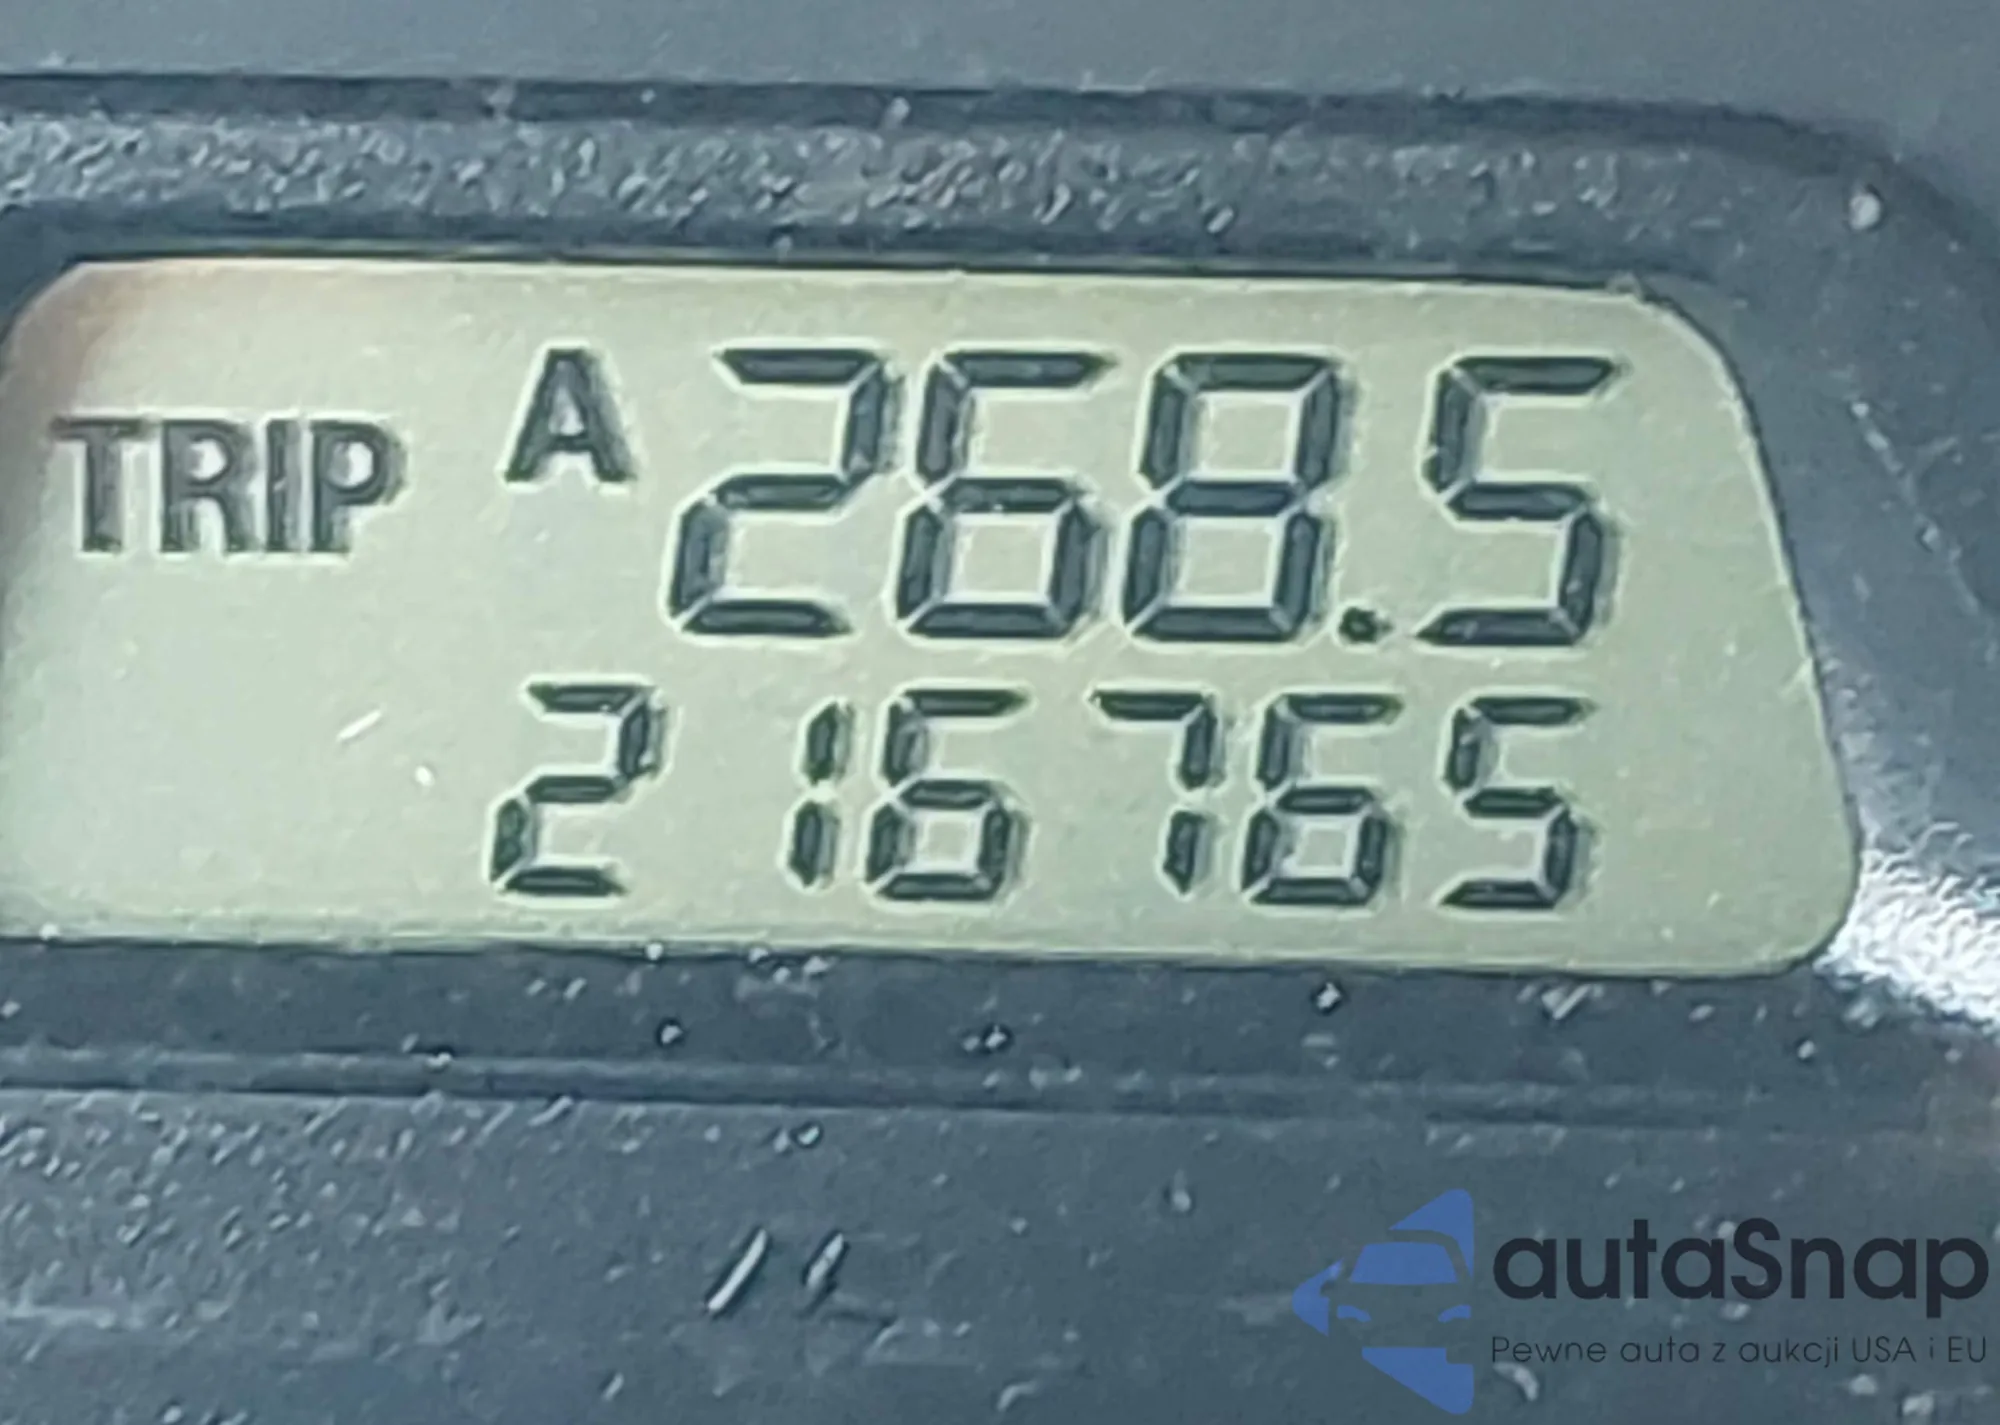 TRIP A 268.5
216765
autaSnap
Pewne auta z aukcji USA i EU